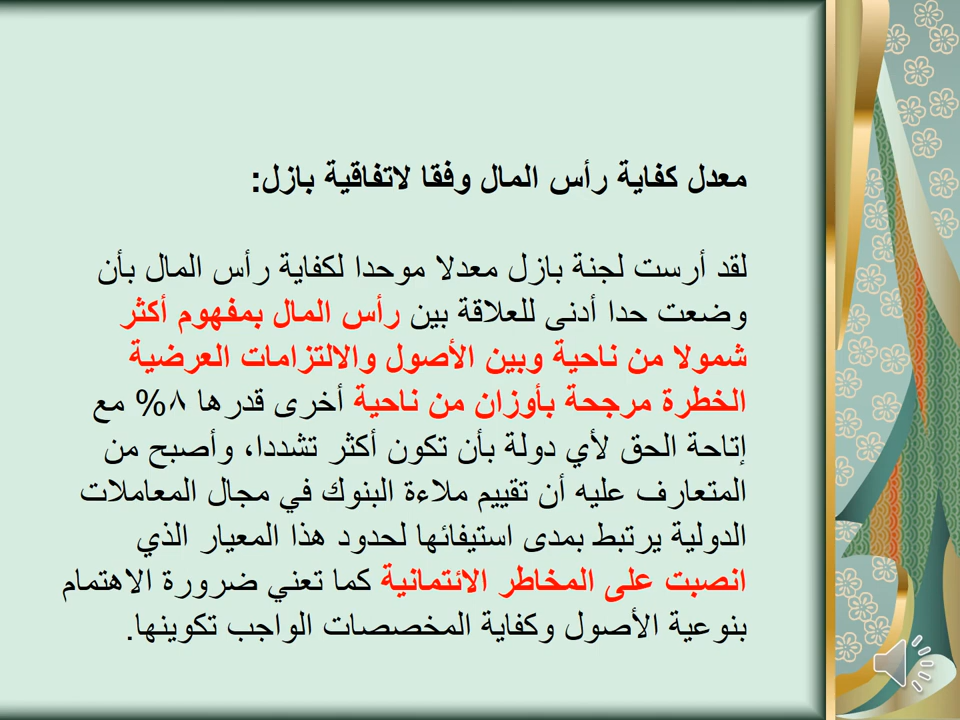 معدل كفاية رأس المال وفقا لاتفاقية بازل:
لقد أرست لجنة بازل معدلا موحدا لكفاية رأس المال بأن
وضعت حدا أدنى للعلاقة بين رأس المال بمفهوم أكثر
شمولا من ناحية وبين الأصول والالتزامات العرضية
الخطرة مرجحة بأوزان من ناحية أخرى قدرها ٨% مع
إتاحة الحق لأي دولة بأن تكون أكثر تشددا، وأصبح من
المتعارف عليه أن تقييم ملاءة البنوك في مجال المعاملات
الدولية يرتبط بمدى استيفائها لحدود هذا المعيار الذي
انصبت على المخاطر الائتمانية كما تعني ضرورة الاهتمام
بنوعية الأصول وكفاية المخصصات الواجب تكوينها.